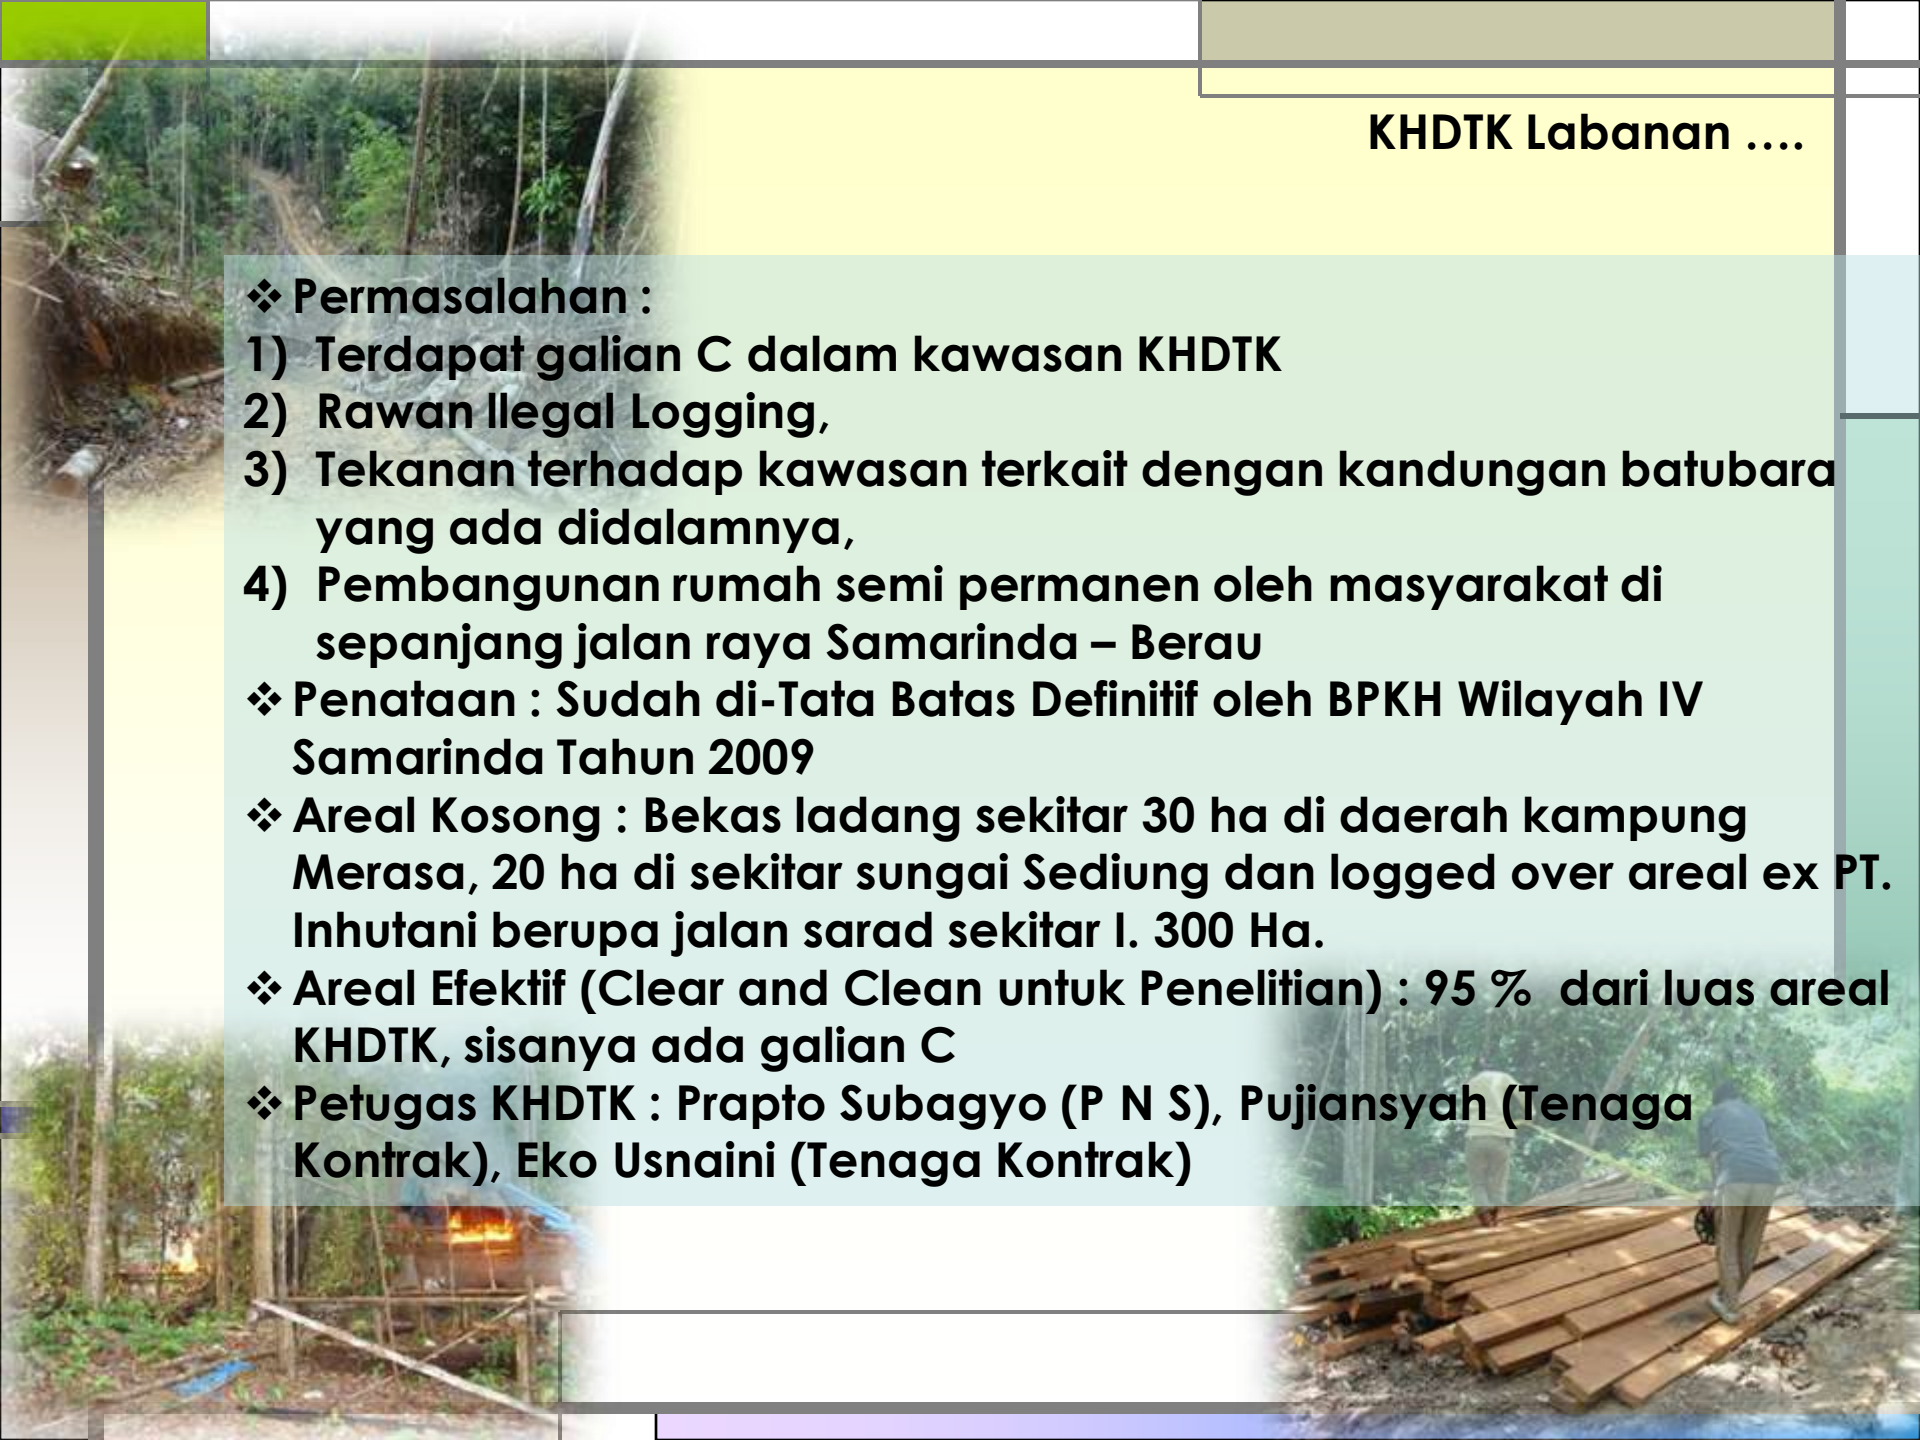 KHDTK Labanan ....
❖ Permasalahan :
1) Terdapat galian C dalam kawasan KHDTK
2) Rawan Ilegal Logging,
3) Tekanan terhadap kawasan terkait dengan kandungan batubara
yang ada didalamnya,
4) Pembangunan rumah semi permanen oleh masyarakat di
sepanjang jalan raya Samarinda – Berau
❖ Penataan : Sudah di-Tata Batas Definitif oleh BPKH Wilayah IV
Samarinda Tahun 2009
❖ Areal Kosong : Bekas ladang sekitar 30 ha di daerah kampung
Merasa, 20 ha di sekitar sungai Sediung dan logged over areal ex PT.
Inhutani berupa jalan sarad sekitar I. 300 Ha.
❖ Areal Efektif (Clear and Clean untuk Penelitian) : 95 % dari luas areal
KHDTK, sisanya ada galian C
❖ Petugas KHDTK : Prapto Subagyo (P N S), Pujiansyah (Tenaga
Kontrak), Eko Usnaini (Tenaga Kontrak)